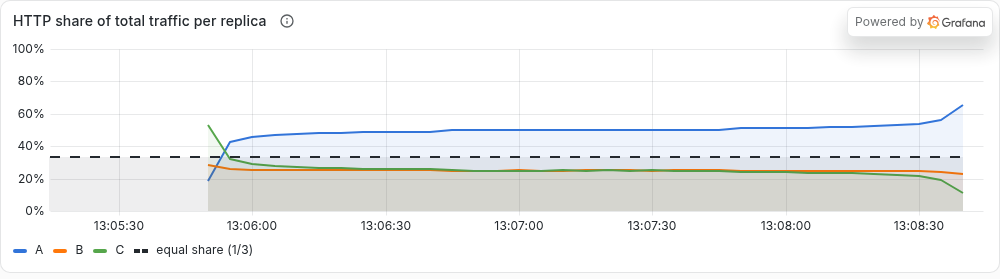 HTTP share of total traffic per replica
Powered by Grafana
100%
80%
60%
40%
20%
0%
13:05:30 13:06:00 13:06:30 13:07:00 13:07:30 13:08:00 13:08:30
A B C equal share (1/3)